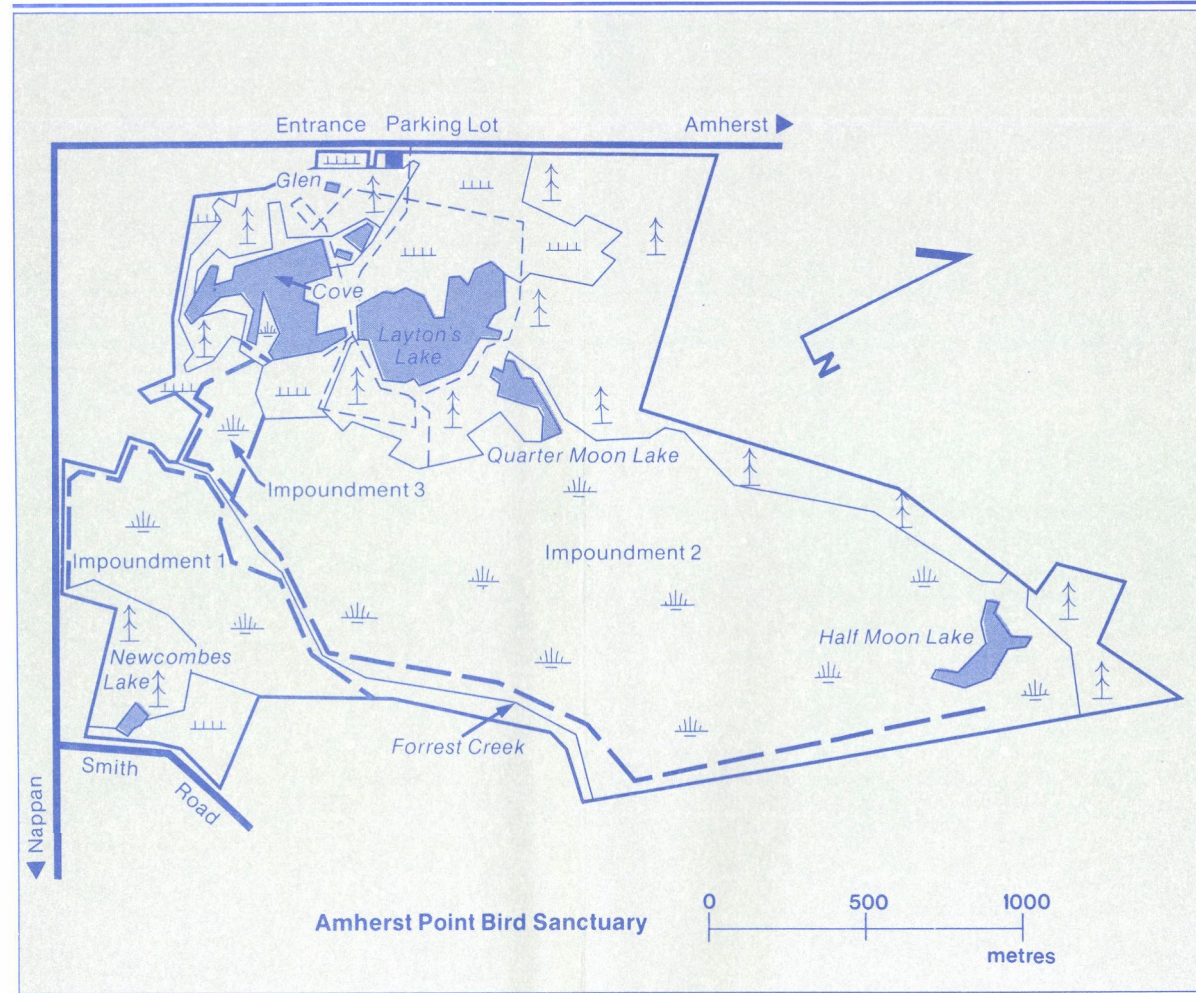 Entrance Parking Lot Amherst ▶
Glen
Cove
Layton's
Lake
Quarter Moon Lake
Impoundment 3
Impoundment 1
Impoundment 2
Half Moon Lake
Newcombes
Lake
Forrest Creek
Smith
Road
◀ Nappan
N
Amherst Point Bird Sanctuary
0 500 1000
metres